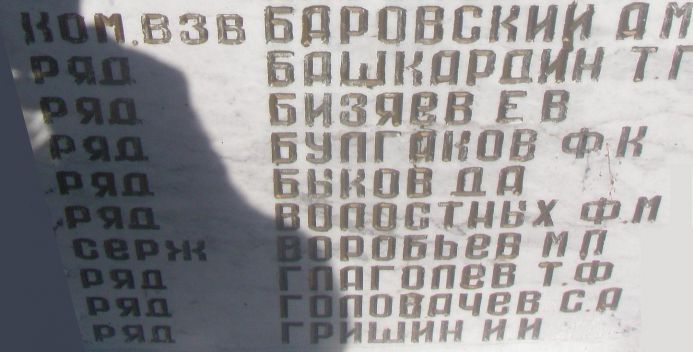 КОМ.ВЗВ БАРОВСКИЙ А М
РЯД БАШКАРДИН Т.Г
РЯД БИЗЯЕВ Е В
РЯД БУЛГАКОВ Ф К
РЯД БЫКОВ Д А
РЯД ВОЛОСТНЫХ Ф.М
СЕРЖ ВОРОБЬЕВ М П
РЯД ГЛАГОЛЕВ Т.Ф
РЯД ГОЛОВАЧЕВ С.А
РЯД ГРИШИН И И